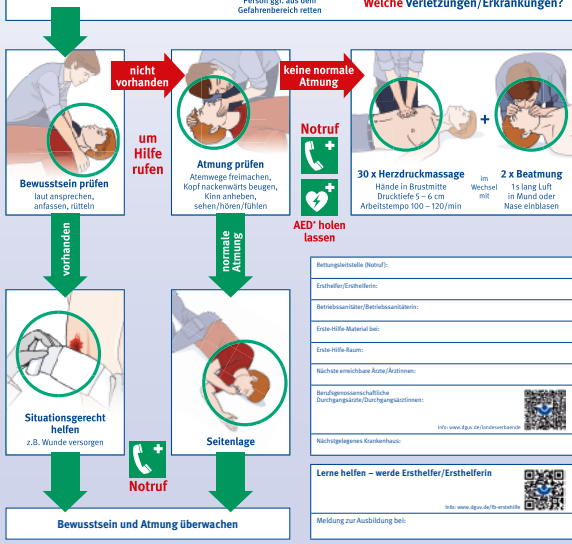 Person ggf. aus dem
Gefahrenbereich retten
Welche Verletzungen/Erkrankungen?
nicht
vorhanden
keine normale
Atmung
um
Hilfe
rufen
Notruf
AED* holen
lassen
Bewusstsein prüfen
laut ansprechen,
anfassen, rütteln
Atmung prüfen
Atemwege freimachen,
Kopf nackenwärts beugen,
Kinn anheben,
sehen/hören/fühlen
30 x Herzdruckmassage
Hände in Brustmitte
Drucktiefe 5 – 6 cm
Arbeitstempo 100 – 120/min
+
im
Wechsel
mit
2 x Beatmung
1 s lang Luft
in Mund oder
Nase einblasen
vorhanden
normale
Atmung
Situationsgerecht
helfen
z.B. Wunde versorgen
Seitenlage
Notruf
Bewusstsein und Atmung überwachen
Rettungsleitstelle (Notruf):
Ersthelfer/Ersthelferin:
Betriebssanitäter/Betriebssanitäterin:
Erste-Hilfe-Material bei:
Erste-Hilfe-Raum:
Nächste erreichbare Ärzte/Ärztinnen:
Berufsgenossenschaftliche
Durchgangsärzte/Durchgangsärztinnen:
Info: www.dguv.de/landesverbaende
Nächstgelegenes Krankenhaus:
Lerne helfen – werde Ersthelfer/Ersthelferin
Info: www.dguv.de/fb-erstehilfe
Meldung zur Ausbildung bei: